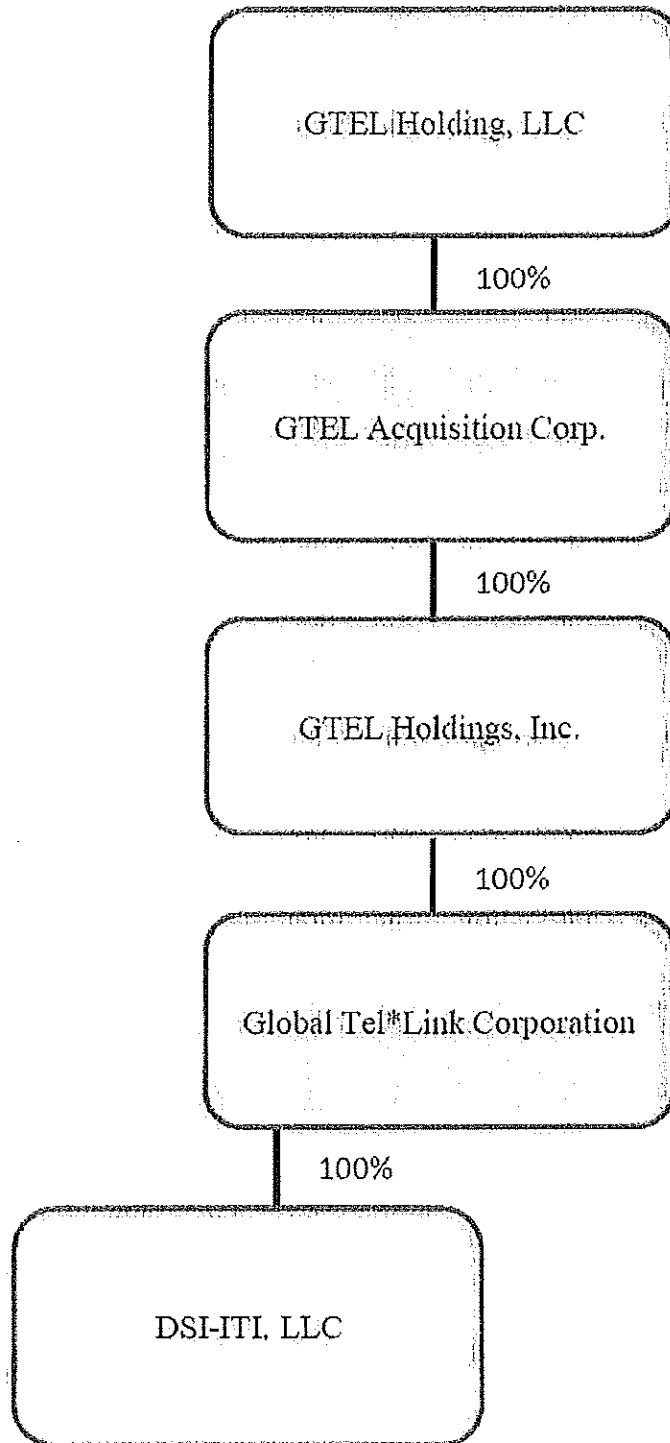 GTEL Holding, LLC
100%
GTEL Acquisition Corp.
100%
GTEL Holdings, Inc.
100%
Global Tel*Link Corporation
100%
DSI-ITI, LLC